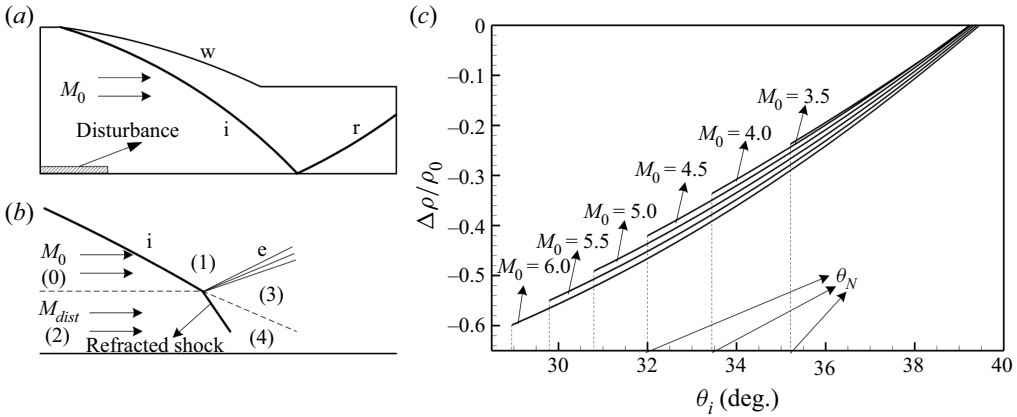 (a)
w
M0
i
r
Disturbance
(b)
M0
i
(0)
(1)
e
(3)
Mdist
(2)
(4)
Refracted shock
(c)
0
–0.1
–0.2
–0.3
–0.4
–0.5
–0.6
Δρ/ρ0
M0 = 3.5
M0 = 4.0
M0 = 4.5
M0 = 5.0
M0 = 5.5
M0 = 6.0
θN
30 32 34 36 38 40
θi (deg.)